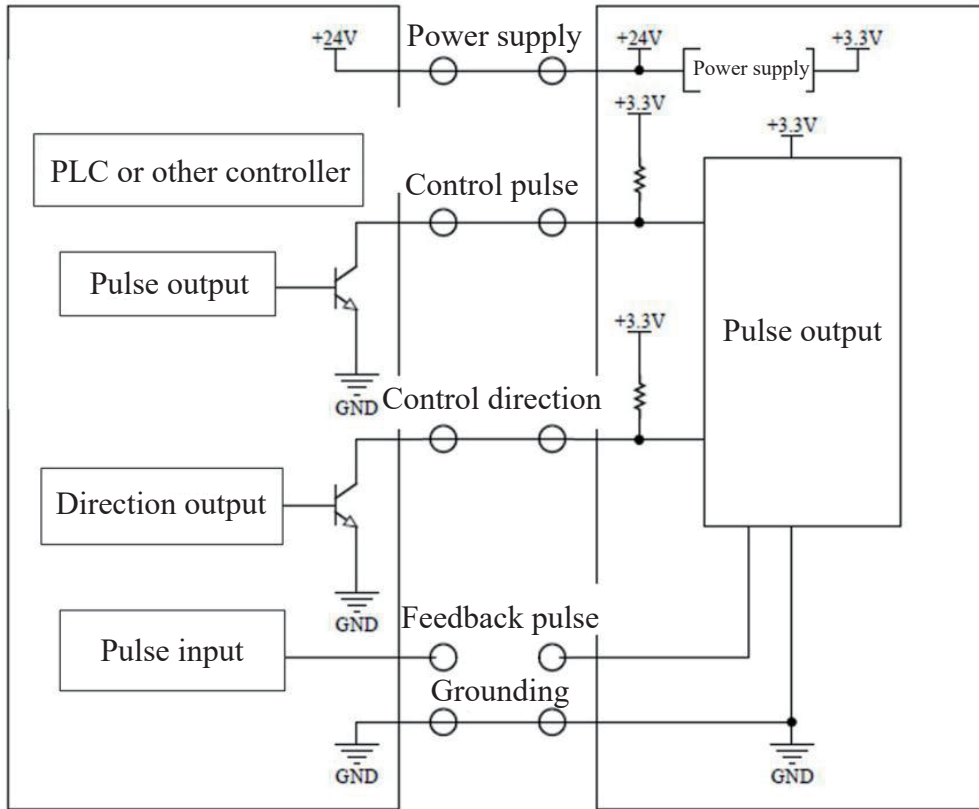 +24V
Power supply
+24V
Power supply
+3.3V
+3.3V
+3.3V
PLC or other controller
Control pulse
Pulse output
Pulse output
+3.3V
GND
Control direction
Direction output
GND
Feedback pulse
Pulse input
Grounding
GND
GND